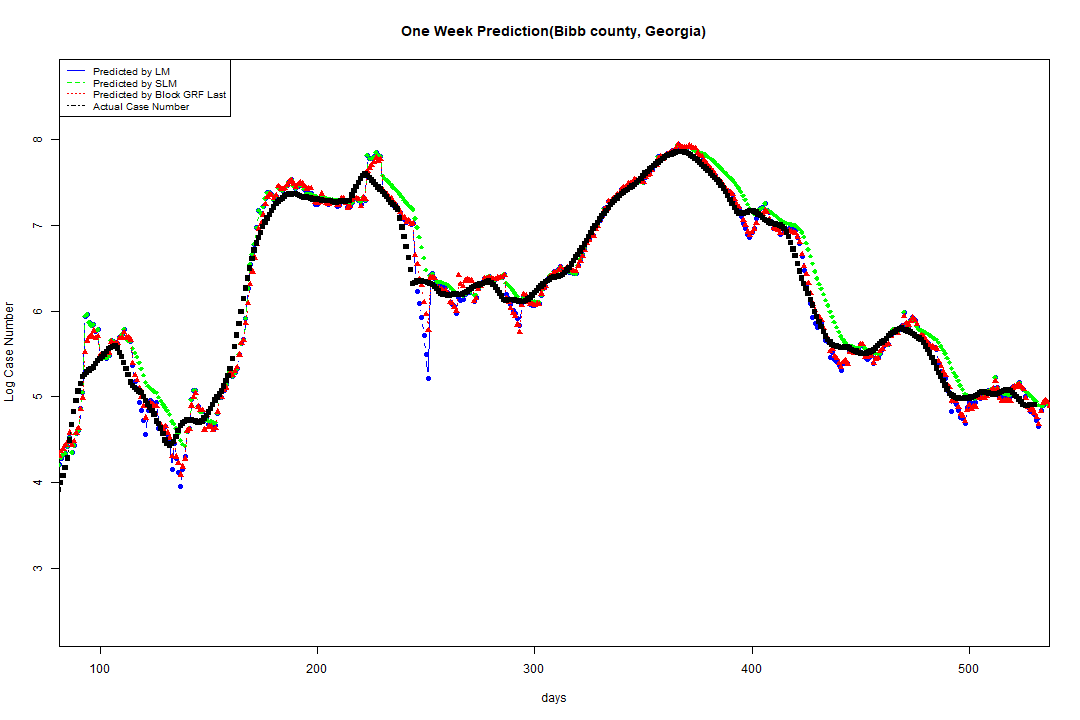 One Week Prediction(Bibb county, Georgia)
Predicted by LM
Predicted by SLM
Predicted by Block GRF Last
Actual Case Number
Log Case Number
8
7
6
5
4
3
100 200 300 400 500
days